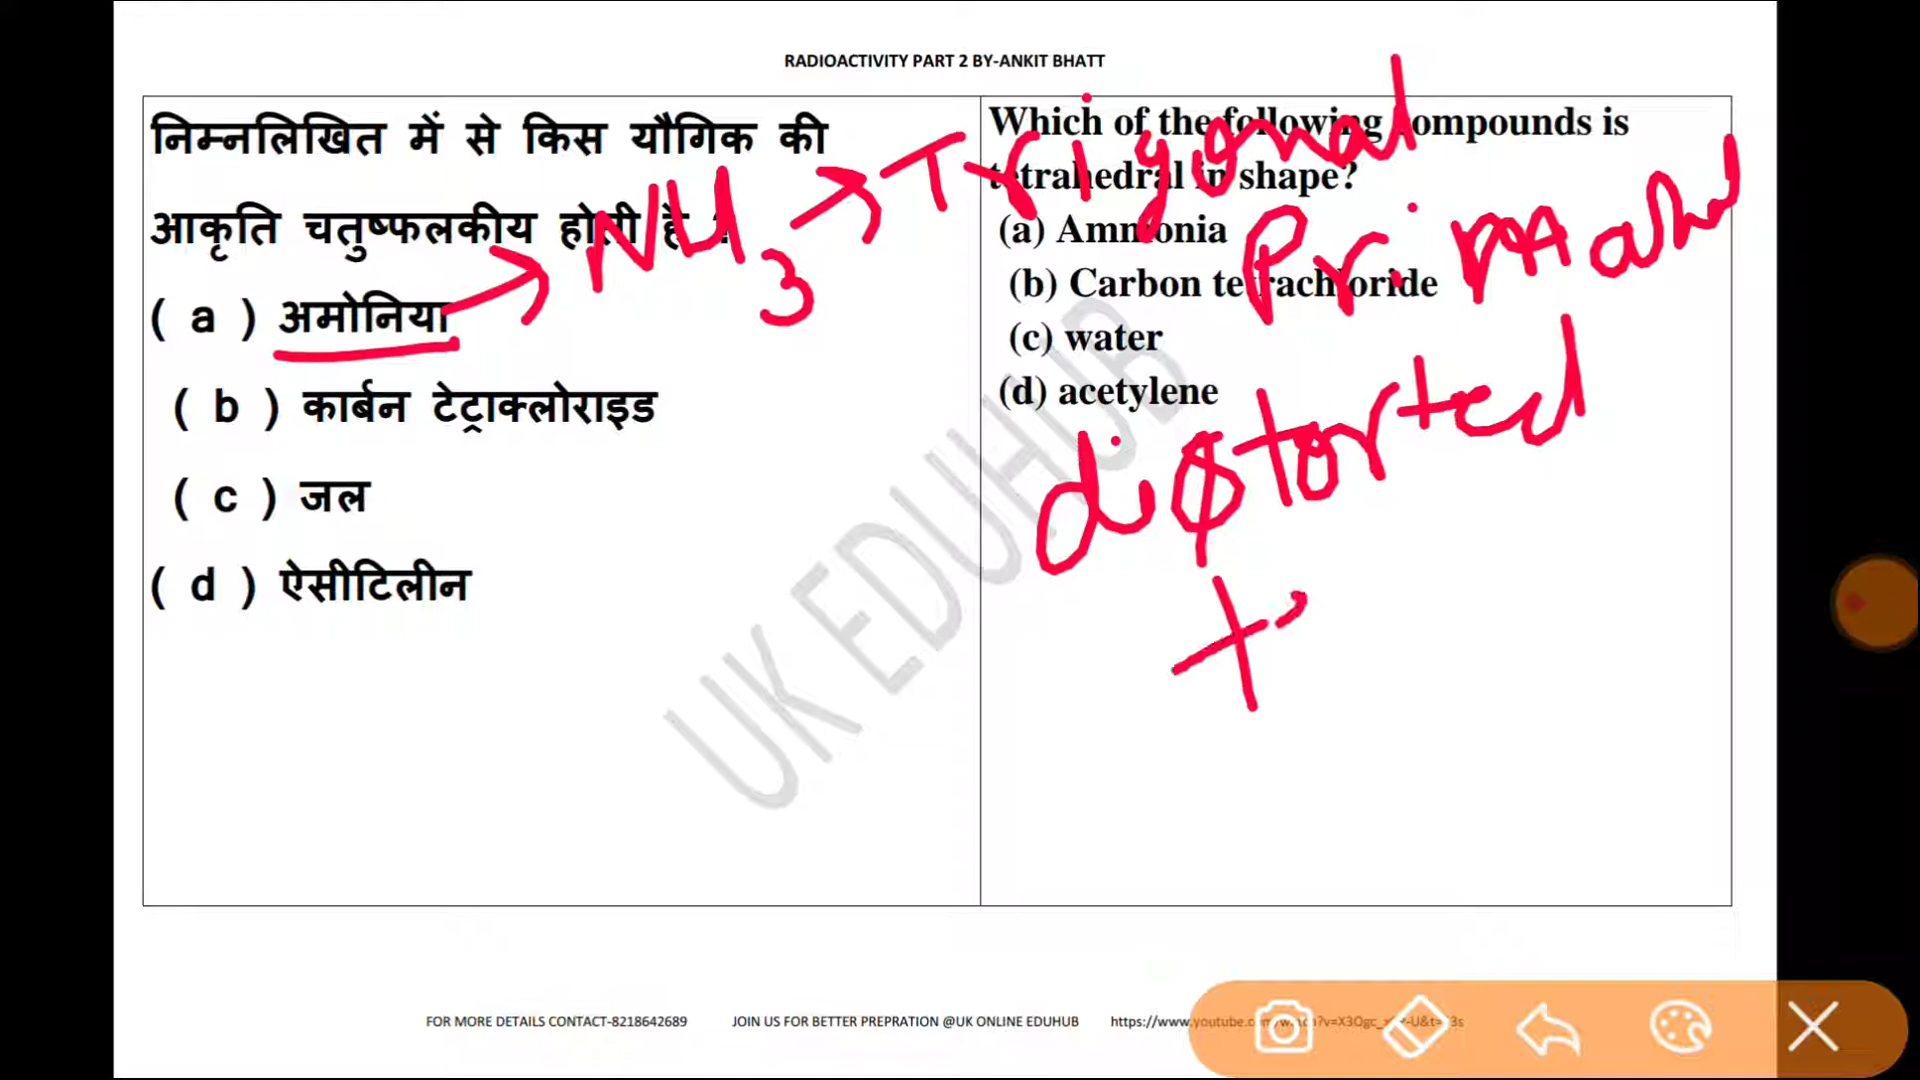 RADIOACTIVITY PART 2 BY-ANKIT BHATT
निम्नलिखित में से किस यौगिक की
आकृति चतुष्फलकीय होती है ?
( a ) अमोनिया
( b ) कार्बन टेट्राक्लोराइड
( c ) जल
( d ) ऐसीटिलीन
NH3 → Trigonal
distorted
Which of the following compounds is
tetrahedral in shape?
(a) Ammonia
(b) Carbon tetrachloride
(c) water
(d) acetylene
UK EDUHUB
FOR MORE DETAILS CONTACT-8218642689 JOIN US FOR BETTER PREPRATION @UK ONLINE EDUHUB